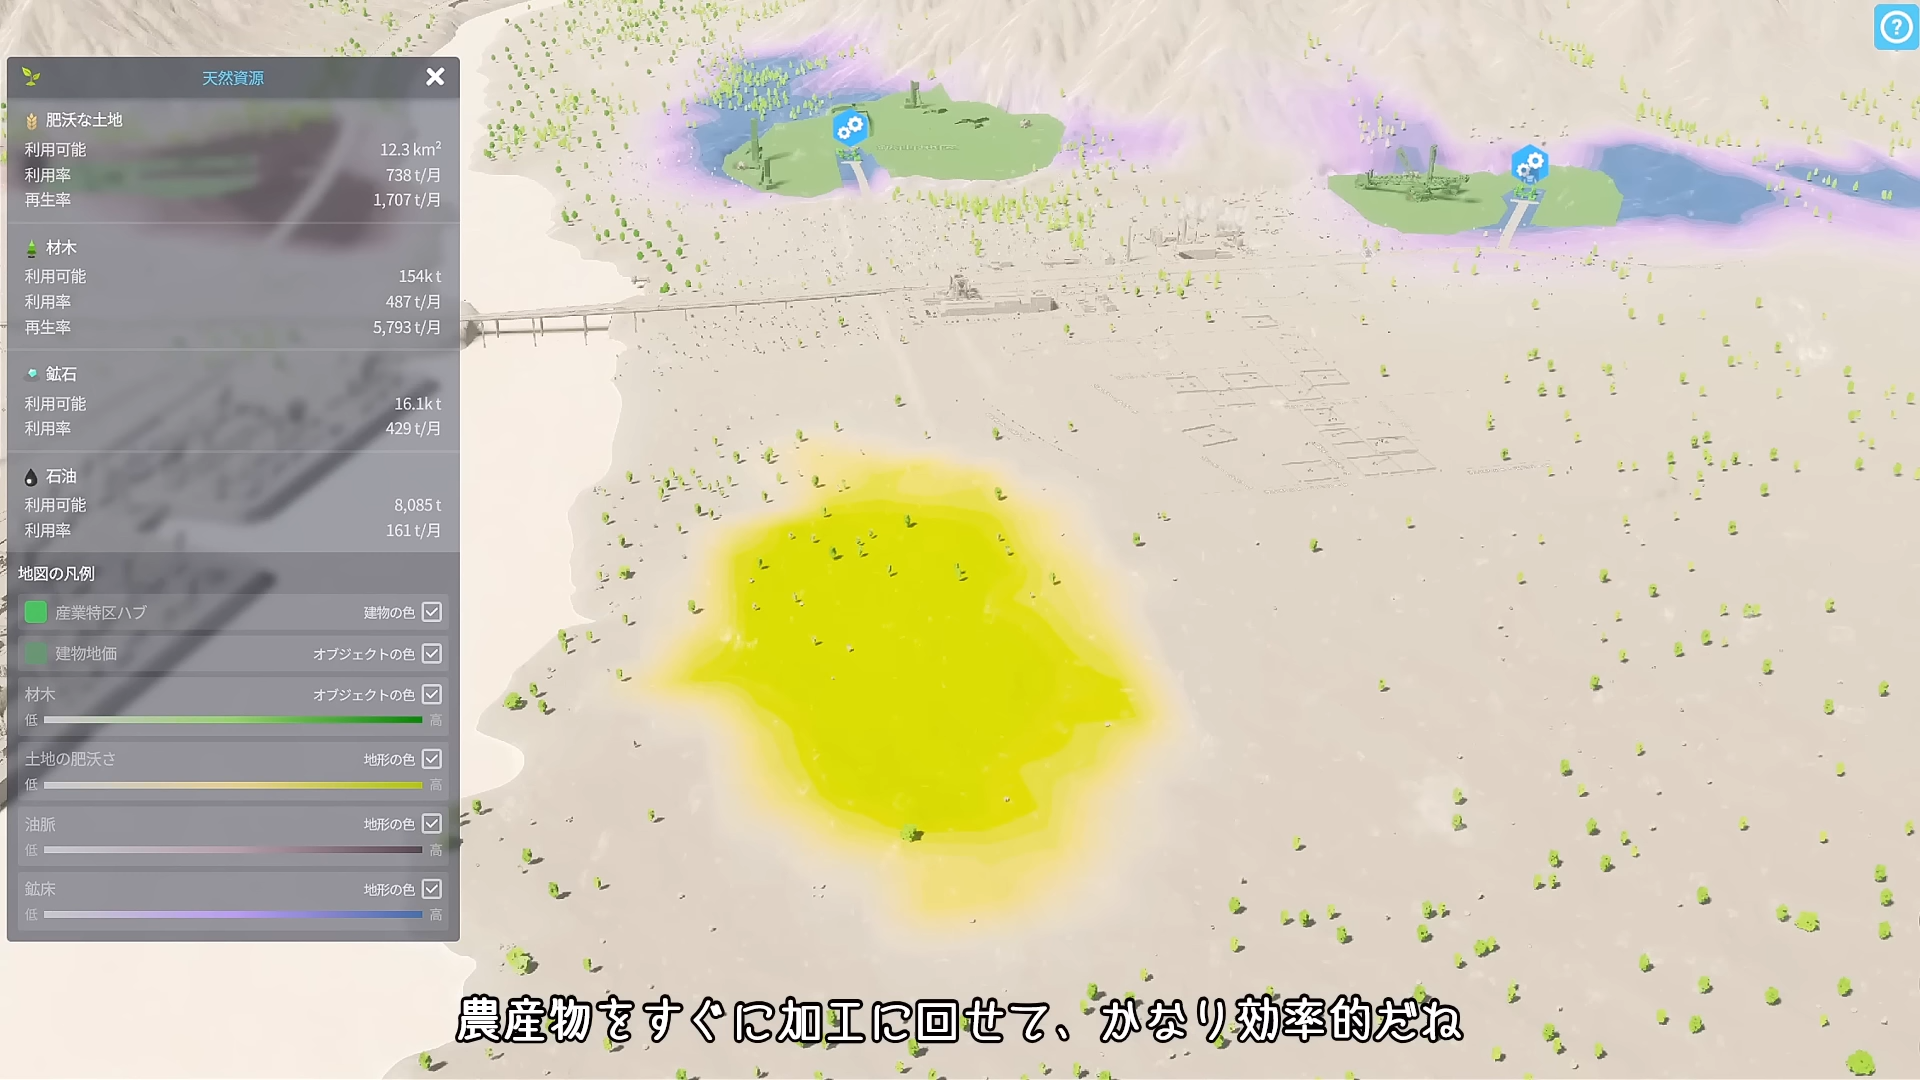 天然資源
肥沃な土地
利用可能 12.3 km²
利用率 738 t/月
再生率 1,707 t/月
材木
利用可能 154k t
利用率 487 t/月
再生率 5,793 t/月
鉱石
利用可能 16.1k t
利用率 429 t/月
石油
利用可能 8,085 t
利用率 161 t/月
地図の凡例
産業特区ハブ 建物の色
建物地価 オブジェクトの色
材木 オブジェクトの色
低 高
土地の肥沃さ 地形の色
低 高
油脈 地形の色
低 高
鉱床 地形の色
低 高
?
農産物をすぐに加工に回せて、かなり効率的だね